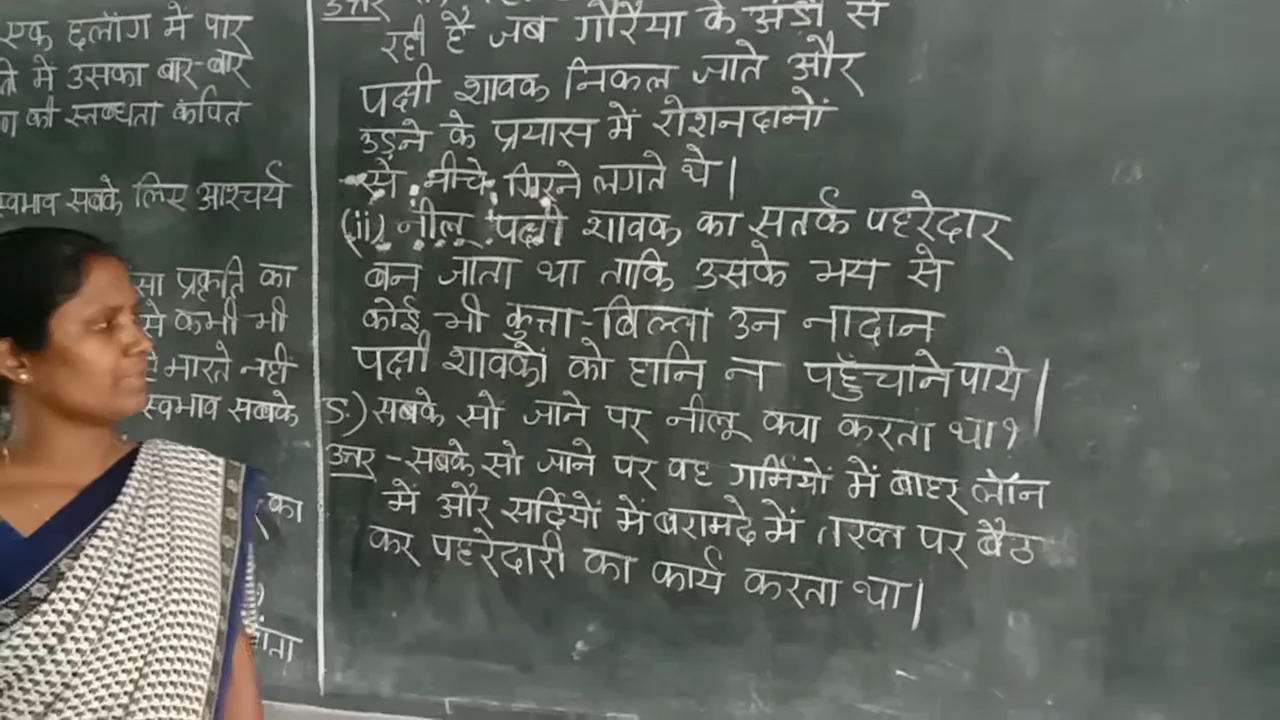 एक छलाँग में पार
में उसका बार-बार
की स्तब्धता कंपित
स्वभाव सबके लिए आश्चर्य
सा प्रकृति का
से कभी भी
मारते नहीं
स्वभाव सबके
का
उत्तर
रही है जब गौरैया के अंडों से
पक्षी शावक निकल जाते और
उड़ने के प्रयास में रोशनदानों
से नीचे गिरने लगते थे।
(ii) नीलू पक्षी शावक का सतर्क पहरेदार
बन जाता था ताकि उसके भय से
कोई भी कुत्ता-बिल्ला उन नादान
पक्षी शावकों को हानि न पहुँचाने पाये।
ङ) सबके सो जाने पर नीलू क्या करता था?
उत्तर - सबके सो जाने पर वह गर्मियों में बाहर लॉन
में और सर्दियों में बरामदे में तख्त पर बैठ
कर पहरेदारी का कार्य करता था।